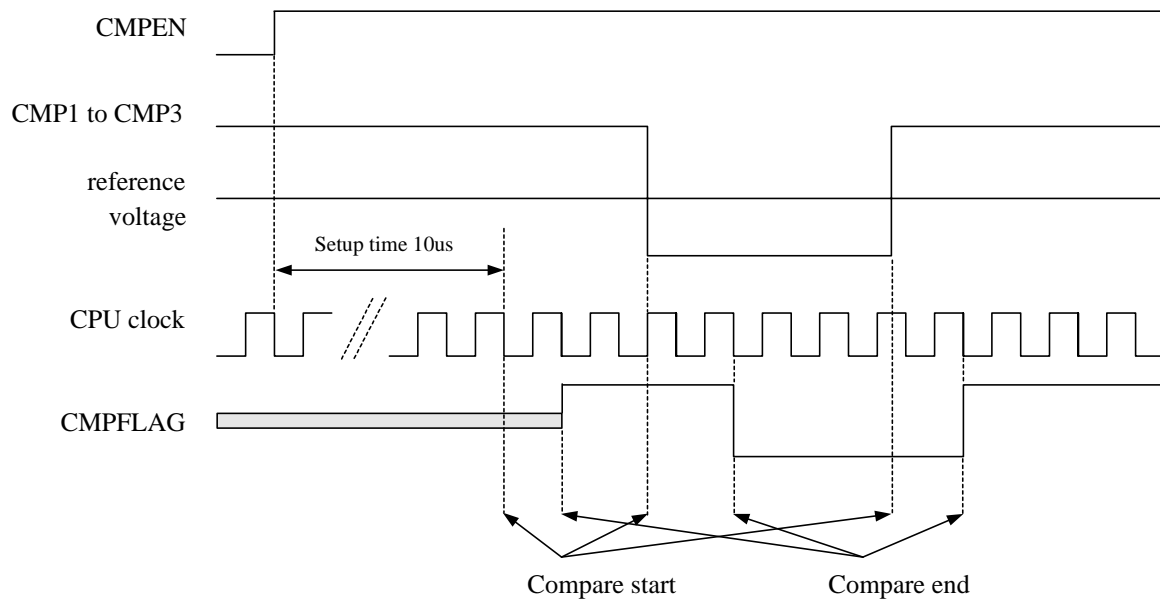 CMPEN
CMP1 to CMP3
reference
voltage
Setup time 10us
CPU clock
CMPFLAG
Compare start
Compare end